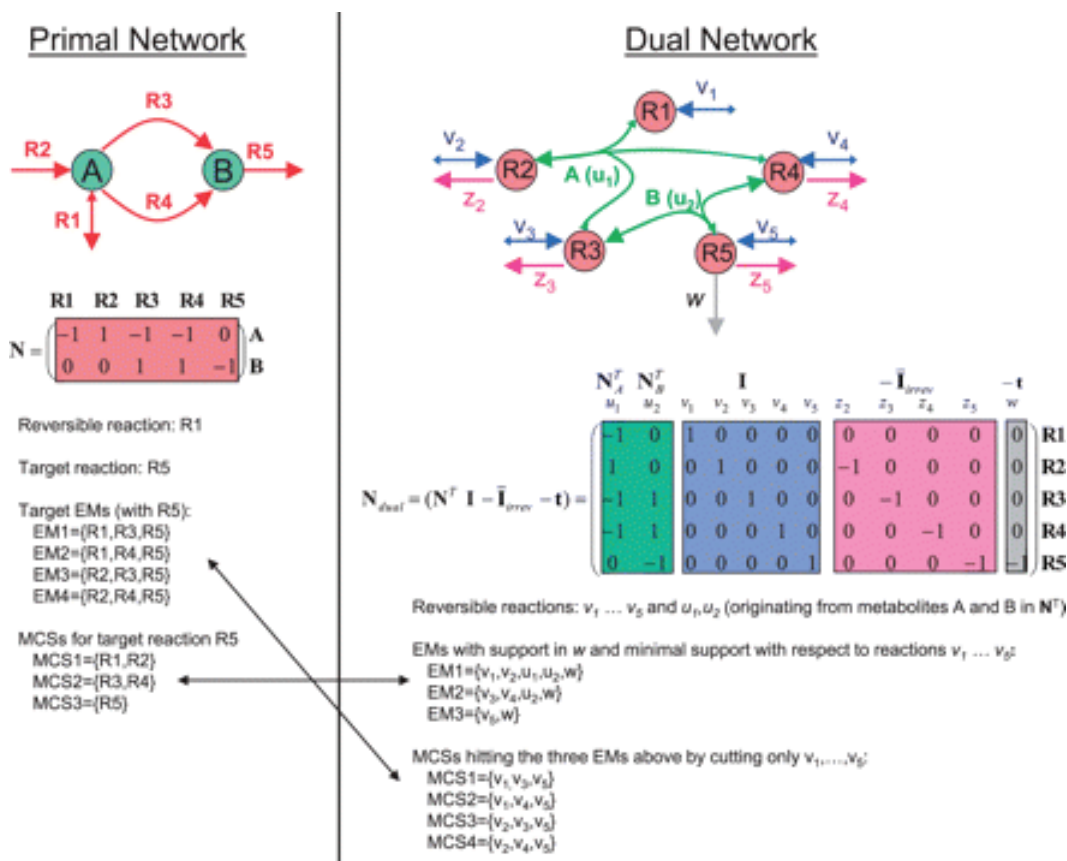 Primal Network
Dual Network
R3
R2
A
B
R5
R1
R4
R1 R2 R3 R4 R5
N =
-1 1 -1 -1 0 A
0 0 1 1 -1 B
Reversible reaction: R1
Target reaction: R5
Target EMs (with R5):
EM1={R1,R3,R5}
EM2={R1,R4,R5}
EM3={R2,R3,R5}
EM4={R2,R4,R5}
MCSs for target reaction R5
MCS1={R1,R2}
MCS2={R3,R4}
MCS3={R5}
R1 v₁
v₂ R2 z₂
A (u₁)
v₄ R4 z₄
B (u₂)
v₃ R3 z₃
v₅ R5 z₅
w
N_A^T N_B^T I -Ī_irrev -t
u₁ u₂ v₁ v₂ v₃ v₄ v₅ z₂ z₃ z₄ z₅ w
-1 0 1 0 0 0 0 0 0 0 0 0 R1
1 0 0 1 0 0 0 -1 0 0 0 0 R2
N_dual = (N^T I -Ī_irrev -t) = -1 1 0 0 1 0 0 0 -1 0 0 0 R3
-1 1 0 0 0 1 0 0 0 -1 0 0 R4
0 -1 0 0 0 0 1 0 0 0 -1 -1 R5
Reversible reactions: v₁ ... v₅ and u₁,u₂ (originating from metabolites A and B in N^T)
EMs with support in w and minimal support with respect to reactions v₁ ... v₅:
EM1={v₁,v₂,u₁,u₂,w}
EM2={v₃,v₄,u₂,w}
EM3={v₅,w}
MCSs hitting the three EMs above by cutting only v₁,...,v₅:
MCS1={v₁,v₃,v₅}
MCS2={v₁,v₄,v₅}
MCS3={v₂,v₃,v₅}
MCS4={v₂,v₄,v₅}